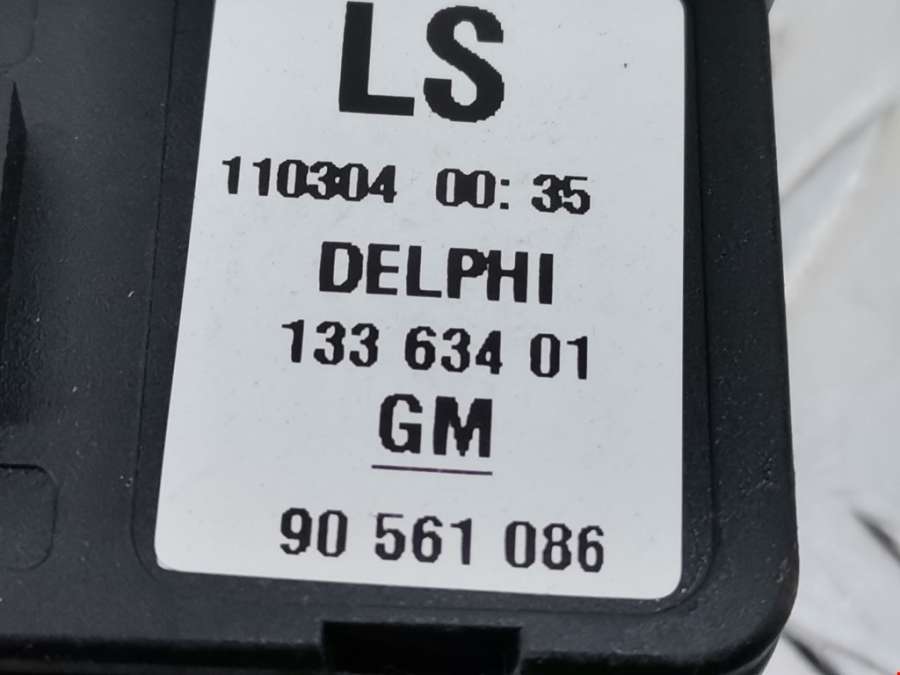 LS
110304 00: 35
DELPHI
133 634 01
GM
90 561 086